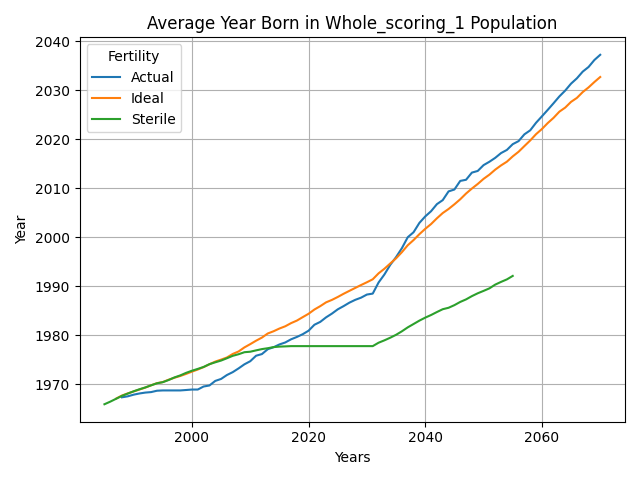 Average Year Born in Whole_scoring_1 Population
Fertility
Actual
Ideal
Sterile
2040
2030
2020
2010
2000
1990
1980
1970
Year
2000
2020
2040
2060
Years